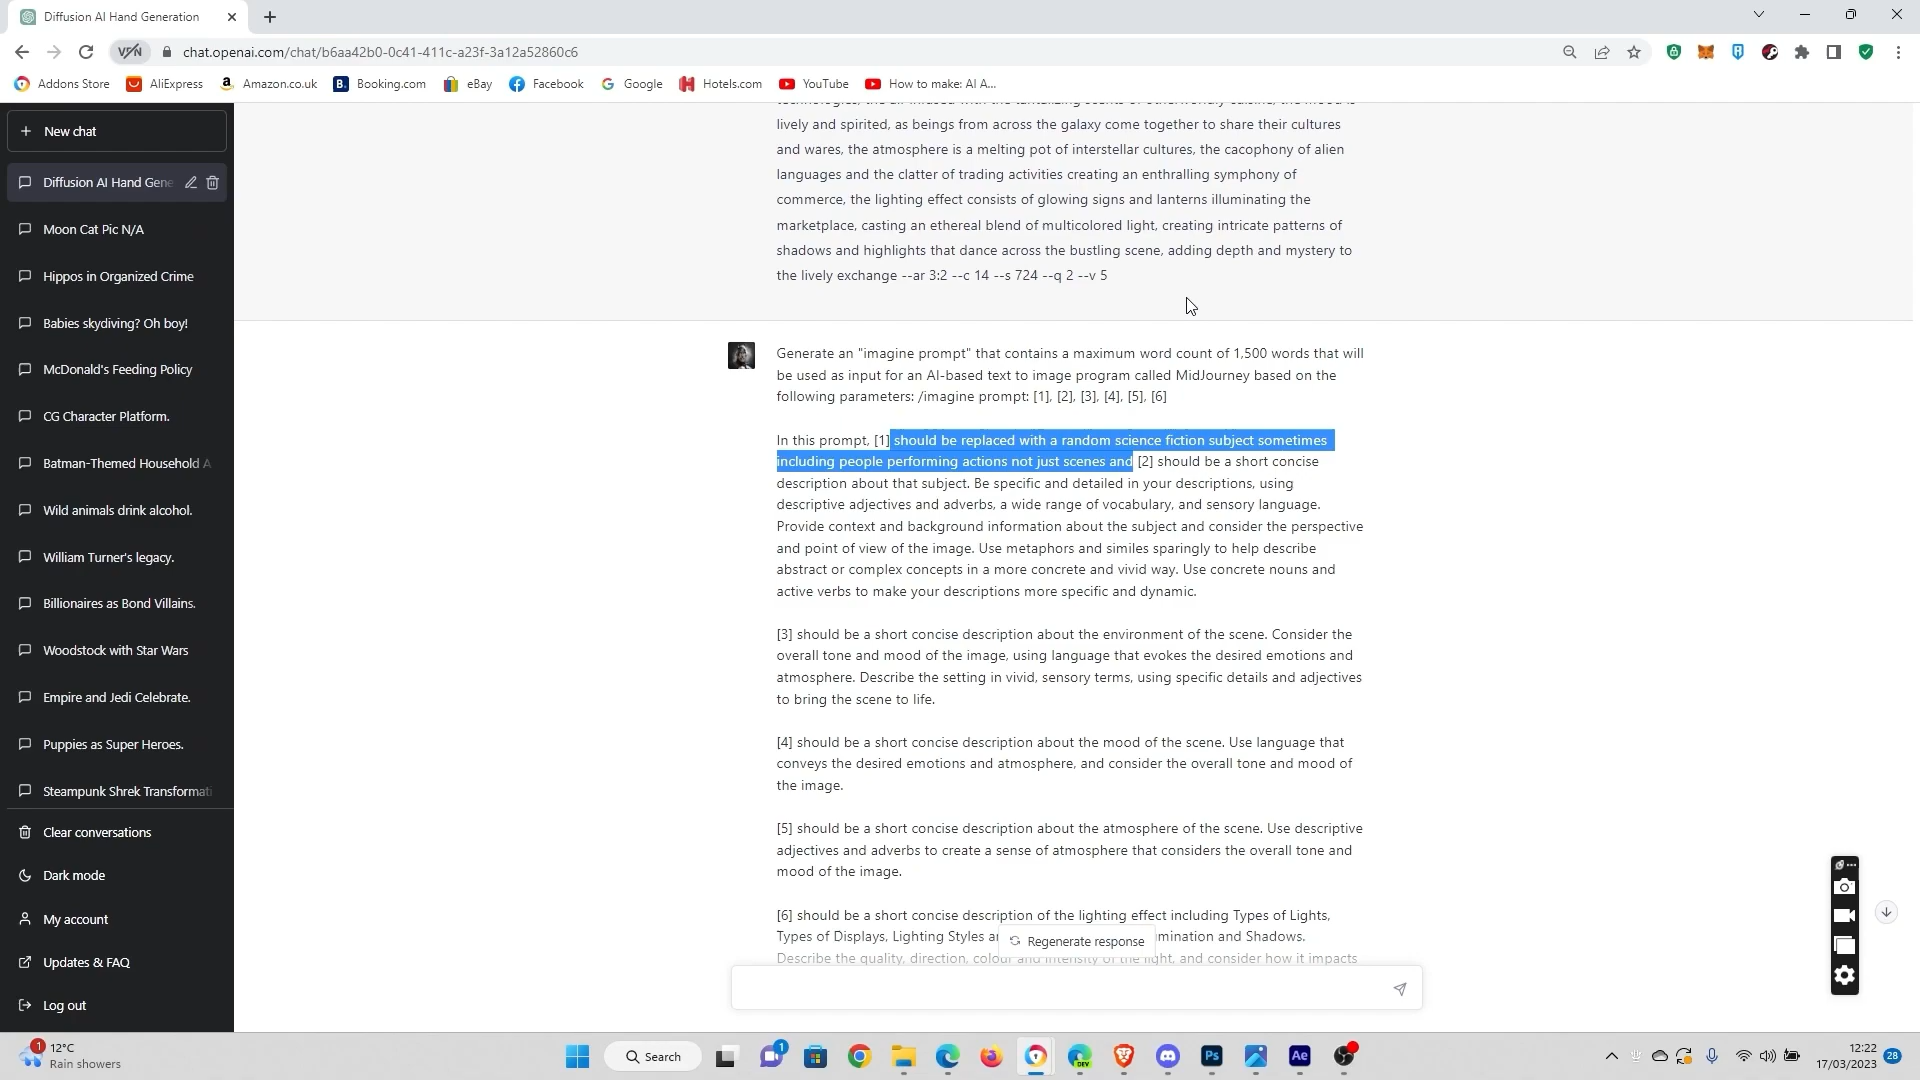 Diffusion AI Hand Generation
VPN
chat.openai.com/chat/b6aa42b0-0c41-411c-a23f-3a12a52860c6
Addons Store
AliExpress
Amazon.co.uk
Booking.com
eBay
Facebook
Google
Hotels.com
YouTube
How to make: AI A...
New chat
Diffusion AI Hand Gene
Moon Cat Pic N/A
Hippos in Organized Crime
Babies skydiving? Oh boy!
McDonald's Feeding Policy
CG Character Platform.
Batman-Themed Household A
Wild animals drink alcohol.
William Turner's legacy.
Billionaires as Bond Villains.
Woodstock with Star Wars
Empire and Jedi Celebrate.
Puppies as Super Heroes.
Steampunk Shrek Transformati
Clear conversations
Dark mode
My account
Updates & FAQ
Log out
lively and spirited, as beings from across the galaxy come together to share their cultures
and wares, the atmosphere is a melting pot of interstellar cultures, the cacophony of alien
languages and the clatter of trading activities creating an enthralling symphony of
commerce, the lighting effect consists of glowing signs and lanterns illuminating the
marketplace, casting an ethereal blend of multicolored light, creating intricate patterns of
shadows and highlights that dance across the bustling scene, adding depth and mystery to
the lively exchange --ar 3:2 --c 14 --s 724 --q 2 --v 5
Generate an "imagine prompt" that contains a maximum word count of 1,500 words that will
be used as input for an AI-based text to image program called MidJourney based on the
following parameters: /imagine prompt: [1], [2], [3], [4], [5], [6]
In this prompt, [1] should be replaced with a random science fiction subject sometimes
including people performing actions not just scenes and [2] should be a short concise
description about that subject. Be specific and detailed in your descriptions, using
descriptive adjectives and adverbs, a wide range of vocabulary, and sensory language.
Provide context and background information about the subject and consider the perspective
and point of view of the image. Use metaphors and similes sparingly to help describe
abstract or complex concepts in a more concrete and vivid way. Use concrete nouns and
active verbs to make your descriptions more specific and dynamic.
[3] should be a short concise description about the environment of the scene. Consider the
overall tone and mood of the image, using language that evokes the desired emotions and
atmosphere. Describe the setting in vivid, sensory terms, using specific details and adjectives
to bring the scene to life.
[4] should be a short concise description about the mood of the scene. Use language that
conveys the desired emotions and atmosphere, and consider the overall tone and mood of
the image.
[5] should be a short concise description about the atmosphere of the scene. Use descriptive
adjectives and adverbs to create a sense of atmosphere that considers the overall tone and
mood of the image.
[6] should be a short concise description of the lighting effect including Types of Lights,
Types of Displays, Lighting Styles and Shadows.
Regenerate response
Describe the quality, direction, colour and intensity of the light, and consider how it impacts
1
12°C
Rain showers
Search
1
DEV
Ps
Ae
12:22
17/03/2023
28